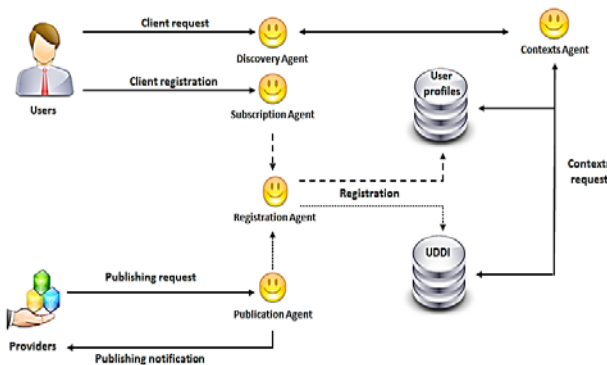 Client request
Discovery Agent
Contexts Agent
Users
Client registration
Subscription Agent
User
profiles
Contexts
request
Registration
Registration Agent
UDDI
Publishing request
Publication Agent
Providers
Publishing notification